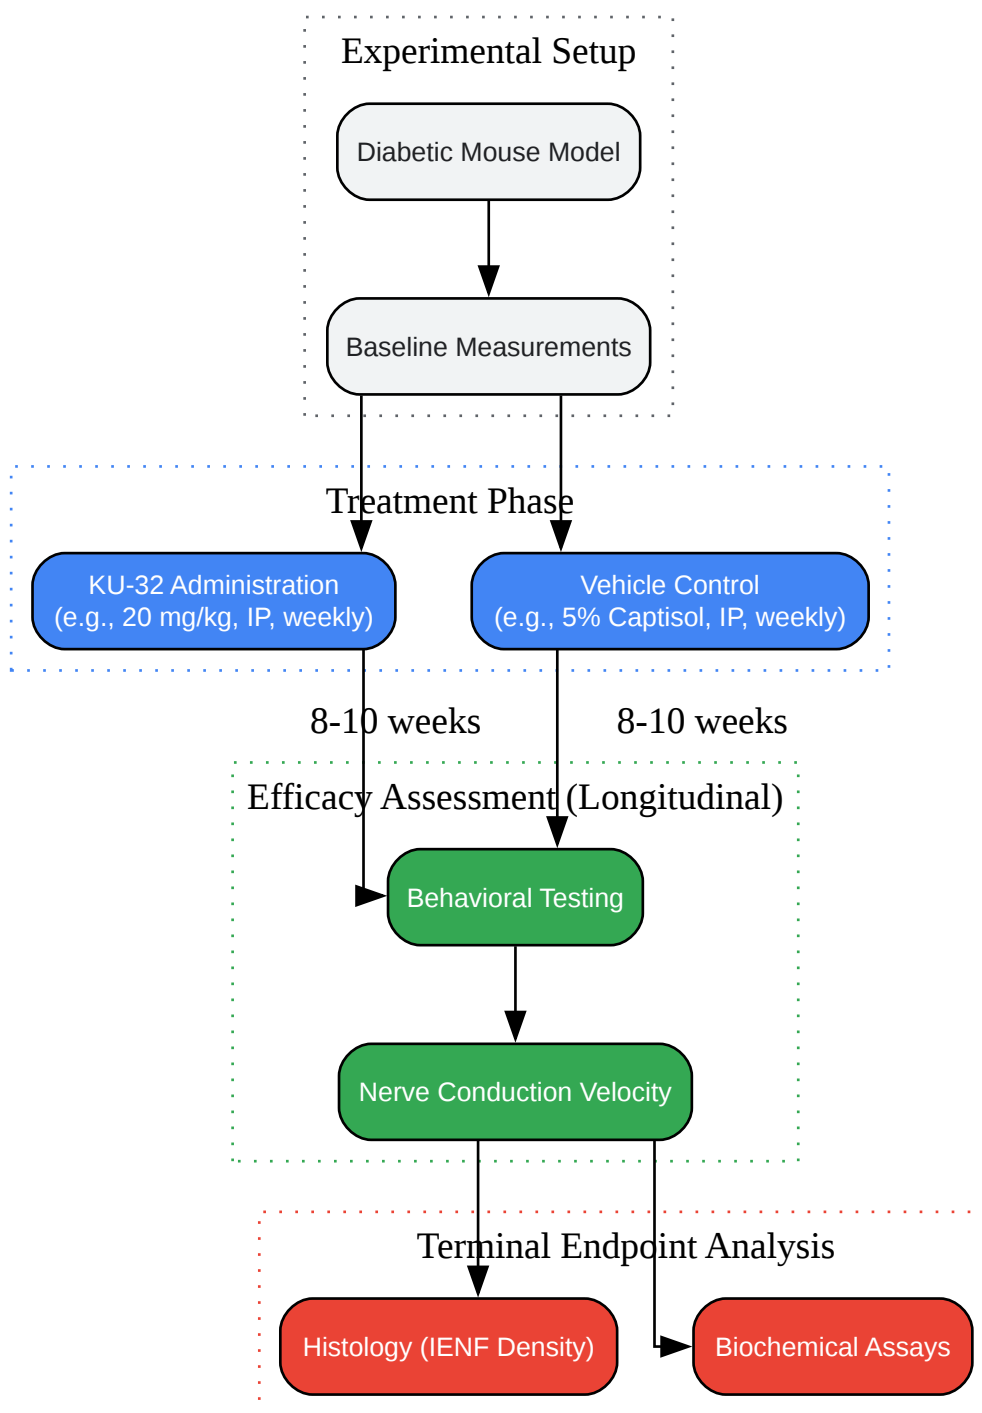 Experimental Setup
Diabetic Mouse Model
Baseline Measurements
Treatment Phase
KU-32 Administration
(e.g., 20 mg/kg, IP, weekly)
Vehicle Control
(e.g., 5% Captisol, IP, weekly)
8-10 weeks
8-10 weeks
Efficacy Assessment (Longitudinal)
Behavioral Testing
Nerve Conduction Velocity
Terminal Endpoint Analysis
Histology (IENF Density)
Biochemical Assays